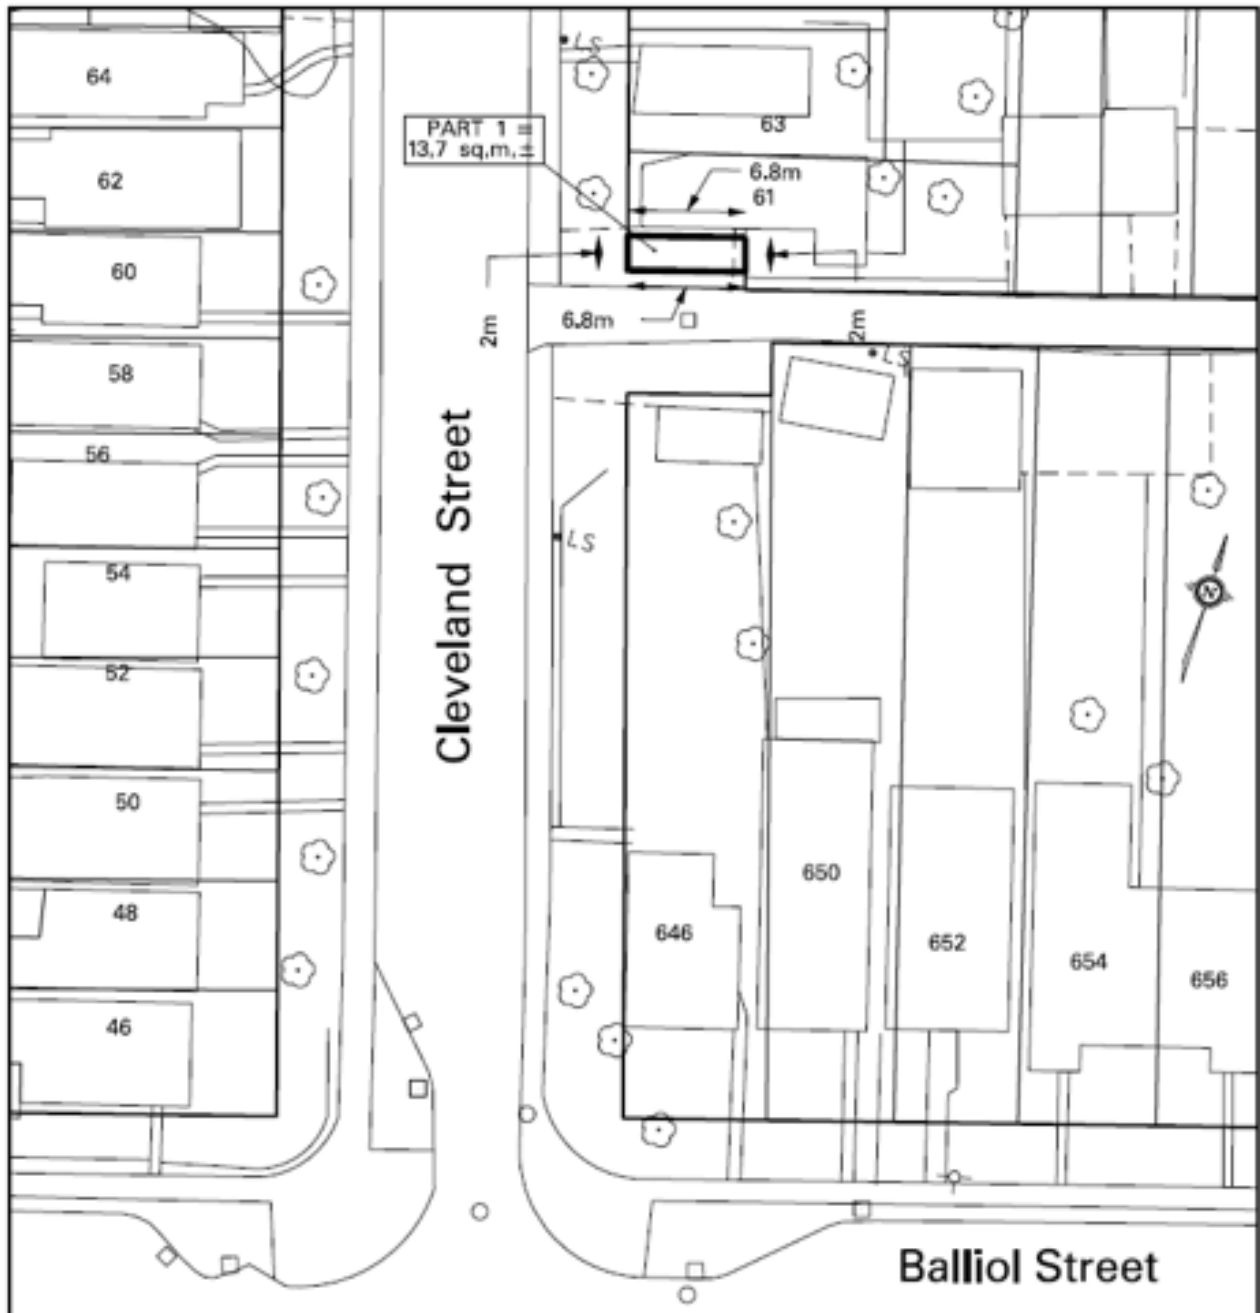 64
LS
PART 1 =
13.7 sq.m.±
63
62
6.8m
61
60
6.8m
2m
2m
58
LS
56
Cleveland Street
LS
54
N
52
50
650
48
646
652
654
656
46
Balliol Street